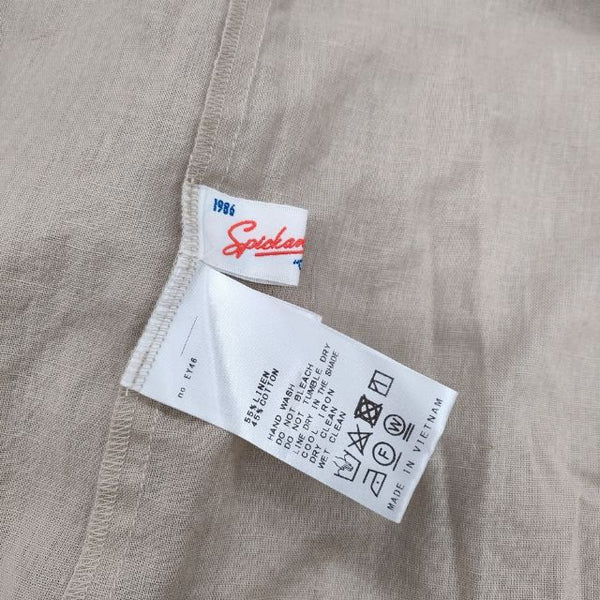 1986
Spickan
no EY46
55%LINEN
45%COTTON
HAND WASH
DO NOT BLEACH
DO NOT TUMBLE DRY
LINE DRY IN THE SHADE
COOL IRON
DRY CLEAN
WET CLEAN
W
MADE IN VIETNAM